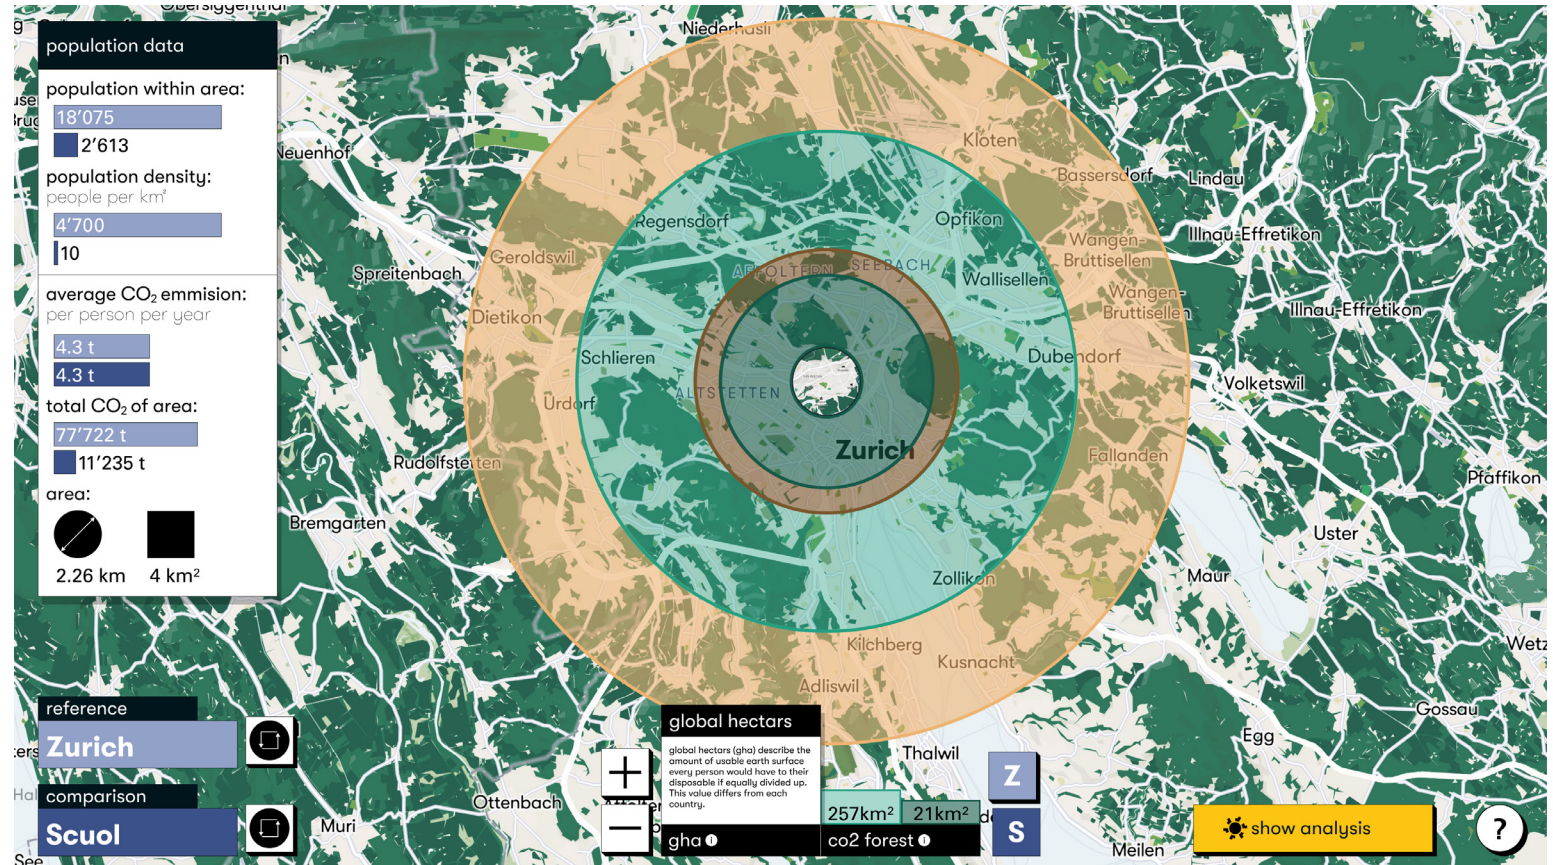 population data
population within area:
18’075
2’613
population density:
people per km²
4’700
10
average CO₂ emmision:
per person per year
4.3 t
4.3 t
total CO₂ of area:
77’722 t
11’235 t
area:
2.26 km
4 km²
reference
Zurich
comparison
Scuol
Obersiggenthal
Niederhasli
Neuenhof
Kloten
Bassersdorf
Lindau
Regensdorf
Opfikon
Illnau-Effretikon
Wangen-
Bruttisellen
Geroldswil
Spreitenbach
AFFOLTERN
SEEBACH
Wallisellen
Wangen-
Bruttisellen
Illnau-Effretikon
Dietikon
Schlieren
Dubendorf
Volketswil
ALTSTETTEN
Urdorf
Zurich
Rudolfstetten
Fallanden
Pfaffikon
Bremgarten
Uster
Zollikon
Maur
Kilchberg
Kusnacht
Wetz
Adliswil
Gossau
Egg
Thalwil
Ottenbach
Muri
Meilen
See
global hectars
global hectars (gha) describe the
amount of usable earth surface
every person would have to their
disposable if equally divided up.
This value differs from each
country.
gha i
257km²
21km²
co2 forest i
+
−
Z
S
show analysis
?